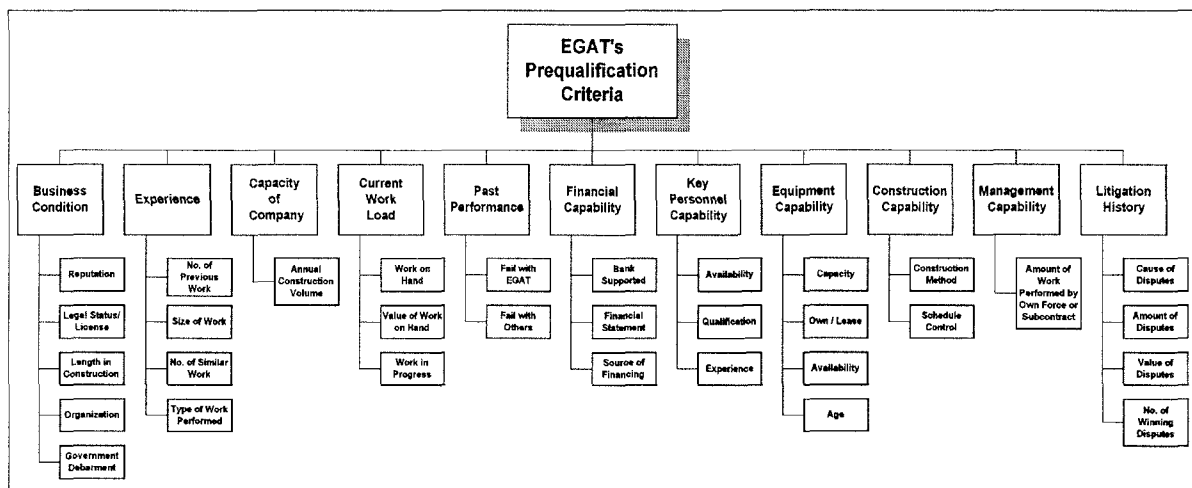 EGAT's
Prequalification
Criteria
Business
Condition
Experience
Capacity
of
Company
Current
Work
Load
Past
Performance
Financial
Capability
Key
Personnel
Capability
Equipment
Capability
Construction
Capability
Management
Capability
Litigation
History
Reputation
Legal Status/
License
Length in
Construction
Organization
Government
Debarment
No. of
Previous
Work
Size of Work
No. of Similar
Work
Type of Work
Performed
Annual
Construction
Volume
Work on
Hand
Value of Work
on Hand
Work in
Progress
Fail with
EGAT
Fail with
Others
Bank
Supported
Financial
Statement
Source of
Financing
Availability
Qualification
Experience
Capacity
Own / Lease
Availability
Age
Construction
Method
Schedule
Control
Amount of
Work
Performed by
Own Force or
Subcontract
Cause of
Disputes
Amount of
Disputes
Value of
Disputes
No. of
Winning
Disputes